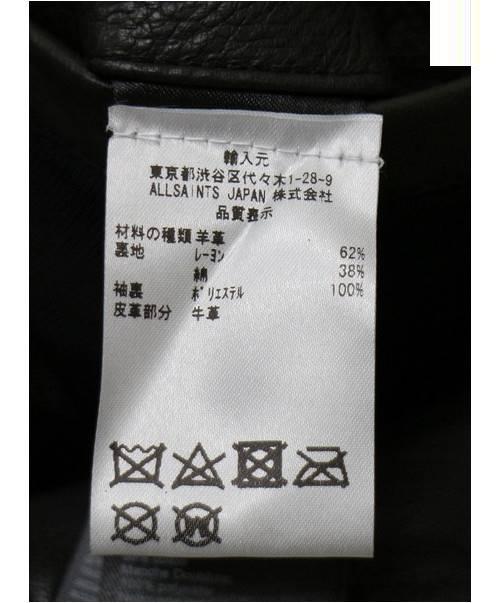 輸入元
東京都渋谷区代々木1-28-9
ALLSAINTS JAPAN 株式会社
品質表示
材料の種類 羊革
裏地 レーヨン 62%
綿 38%
袖裏 ポリエステル 100%
皮革部分 牛革